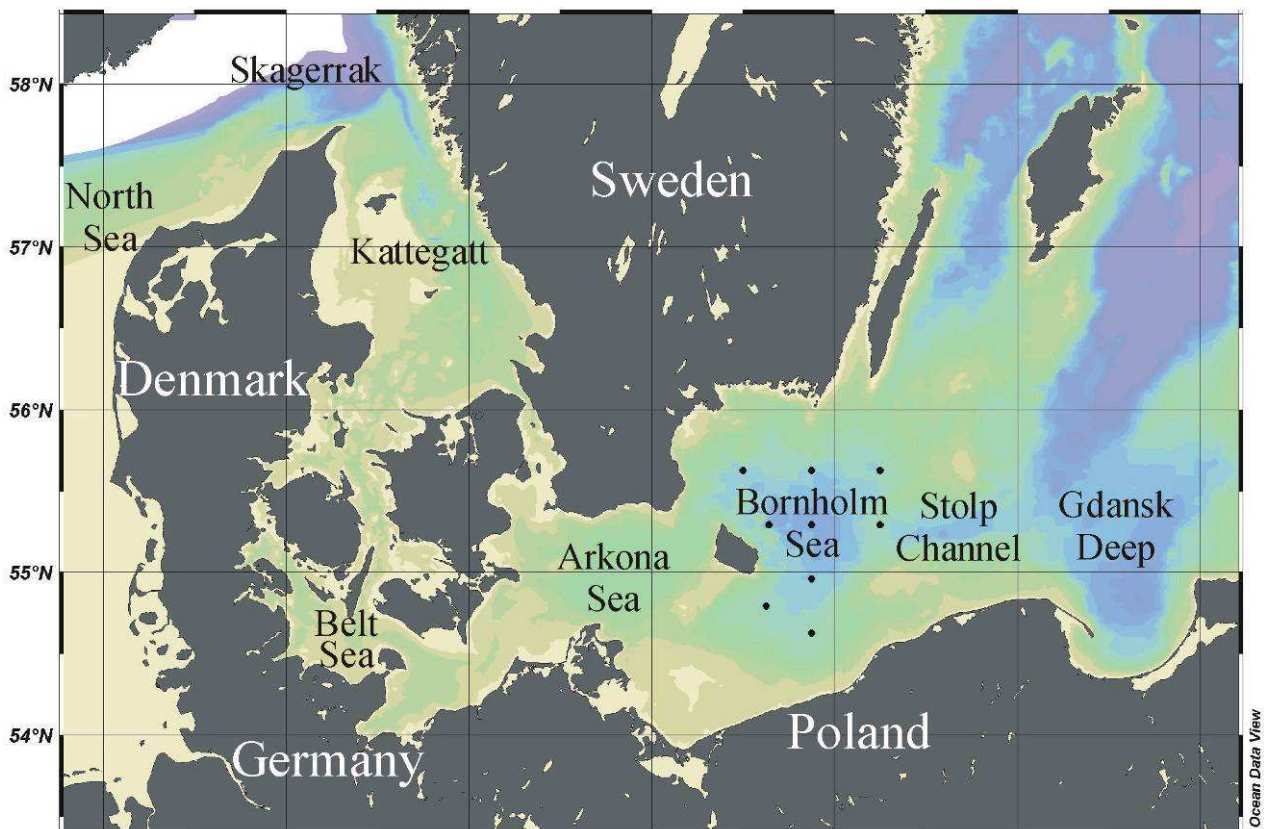 58°N
Skagerrak
North
Sea
57°N
Kattegatt
Sweden
Denmark
56°N
Bornholm
Sea
Stolp
Channel
Gdansk
Deep
Arkona
Sea
55°N
Belt
Sea
54°N
Germany
Poland
Ocean Data View